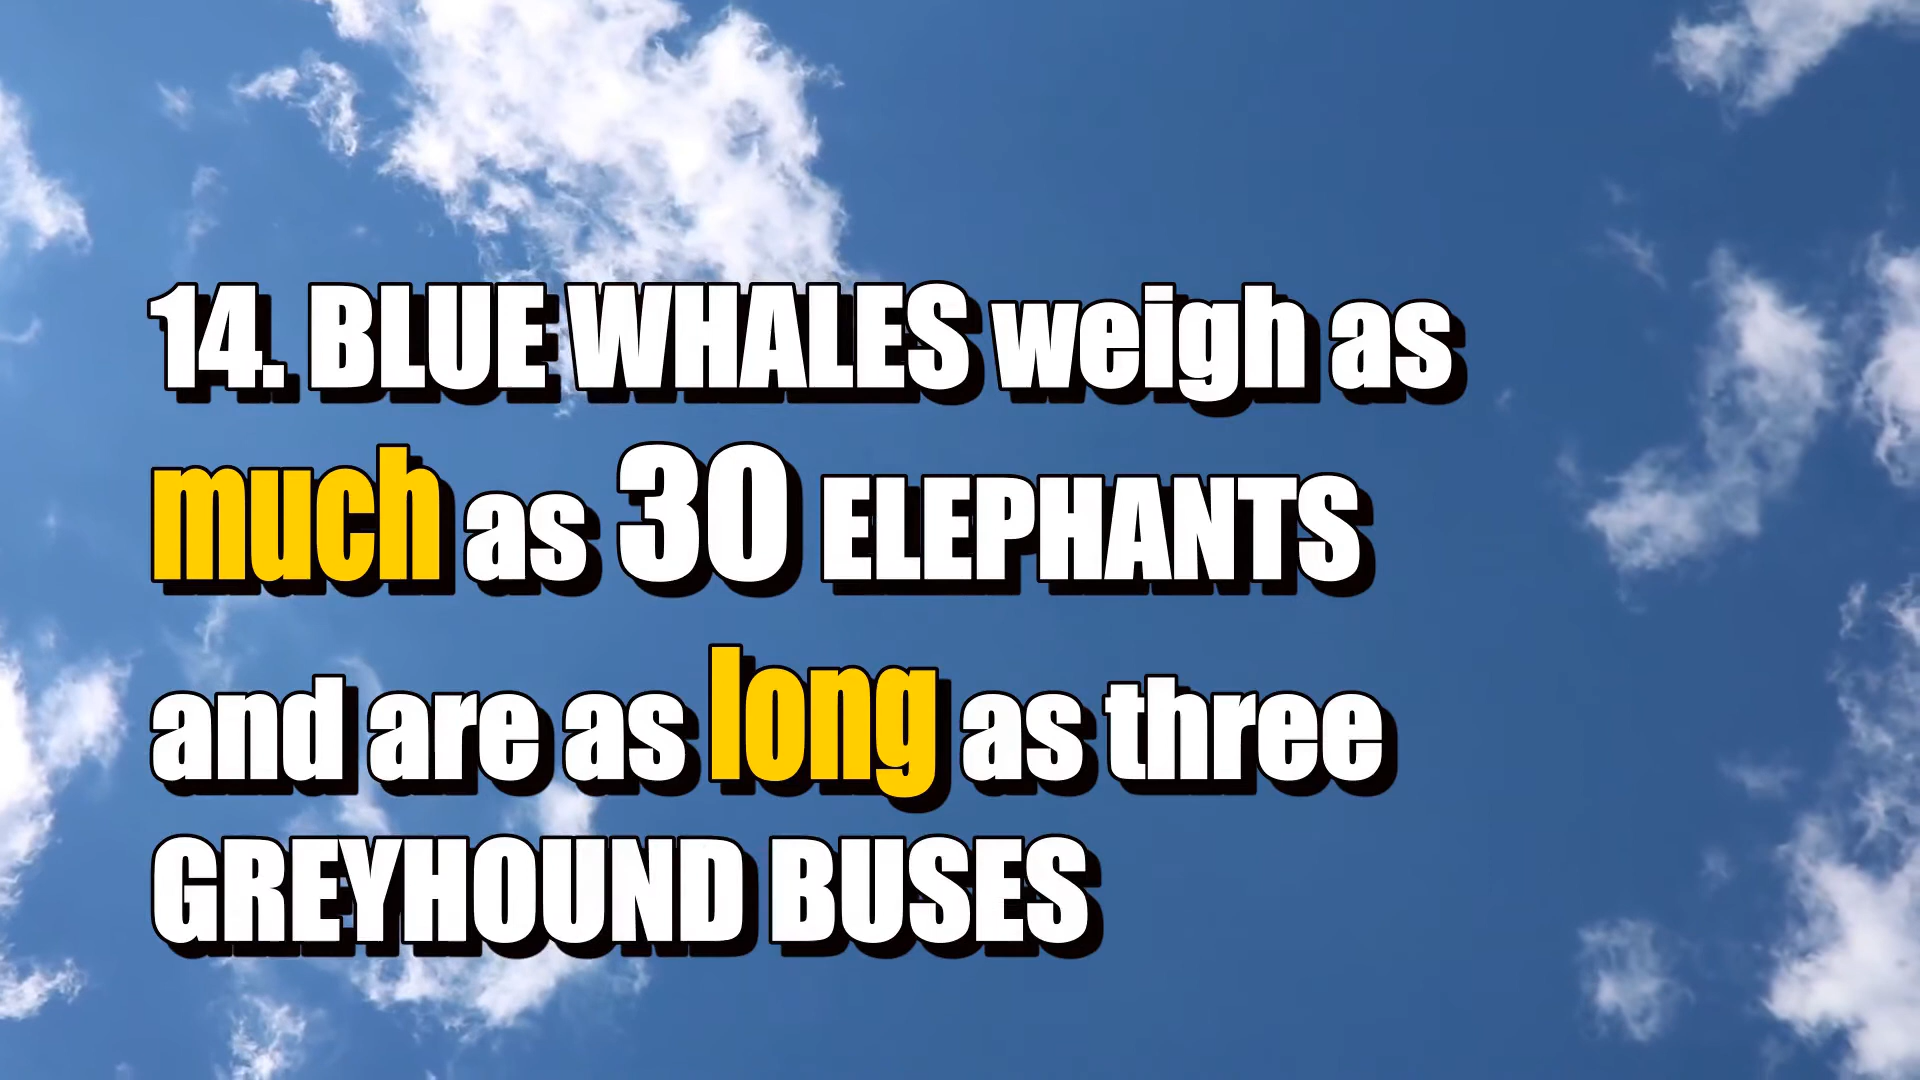 14. BLUE WHALES weigh as
much as 30 ELEPHANTS
and are as long as three
GREYHOUND BUSES